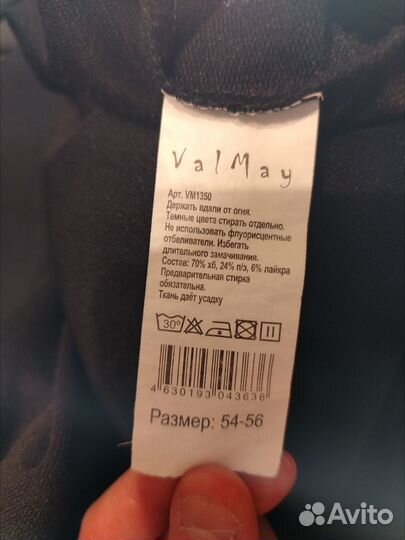 ValMay
Арт. VM1350
Держать вдали от огня.
Темные цвета стирать отдельно.
Не использовать флуорисцентные
отбеливатели. Избегать
длительного замачивания.
Состав: 70% хб, 24% п/э, 6% лайкра
Предварительная стирка
обязательна.
Ткань даёт усадку
30°
4 630193 043636
Размер: 54-56
Avito